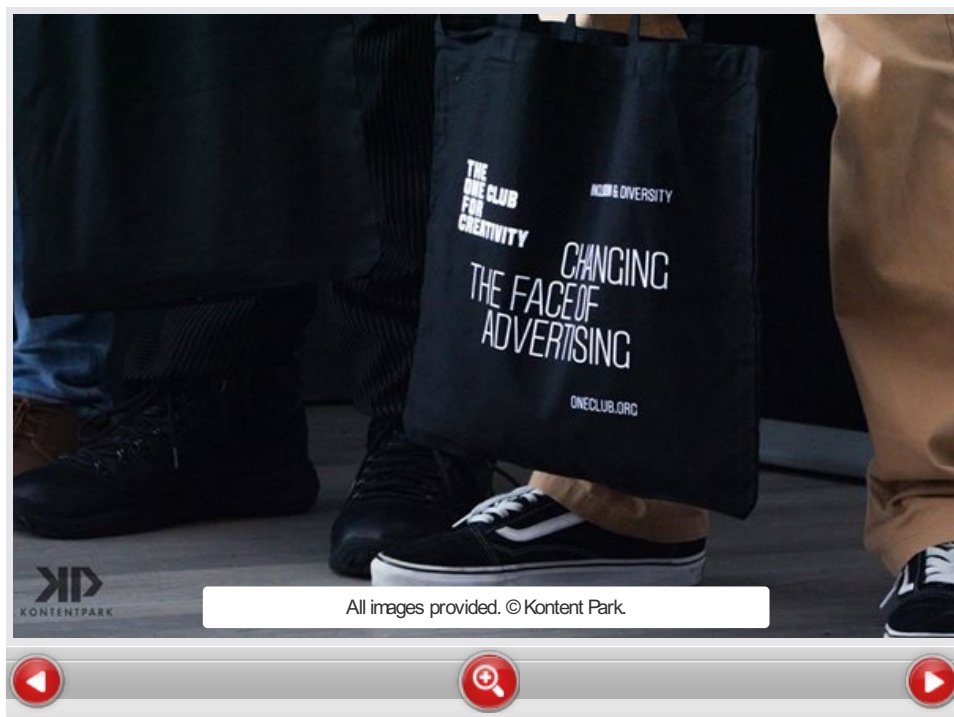 THE
ONE CLUB
FOR
CREATIVITY
INCLUSION & DIVERSITY
CHANGING
THE FACE OF
ADVERTISING
ONECLUB.ORG
KONTENTPARK
All images provided. © Kontent Park.